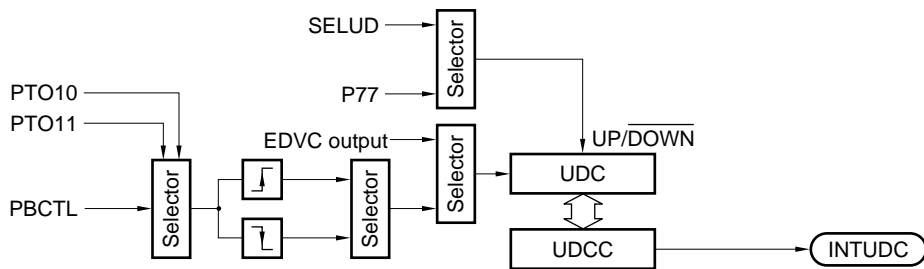 SELUD
Selector
P77
PTO10
PTO11
EDVC output
UP/DOWN
Selector
UDC
PBCTL
Selector
Selector
UDCC
INTUDC